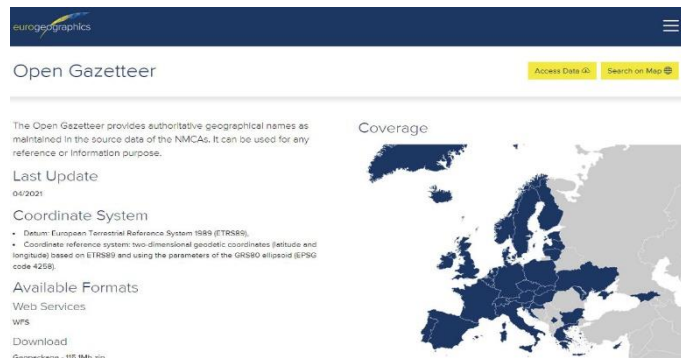 eurogeographics
Open Gazetteer
Access Data
Search on Map
The Open Gazetteer provides authoritative geographical names as
maintained in the source data of the NMCAs. It can be used for any
reference or information purpose.
Last Update
04/2021
Coordinate System
• Datum: European Terrestrial Reference System 1989 (ETRS89),
• Coordinate reference system: two-dimensional geodetic coordinates (latitude and
longitude) based on ETRS89 and using the parameters of the GRS80 ellipsoid (EPSG
code 4258).
Available Formats
Web Services
WFS
Download
Geopackage - 115.1Mb zip
Coverage